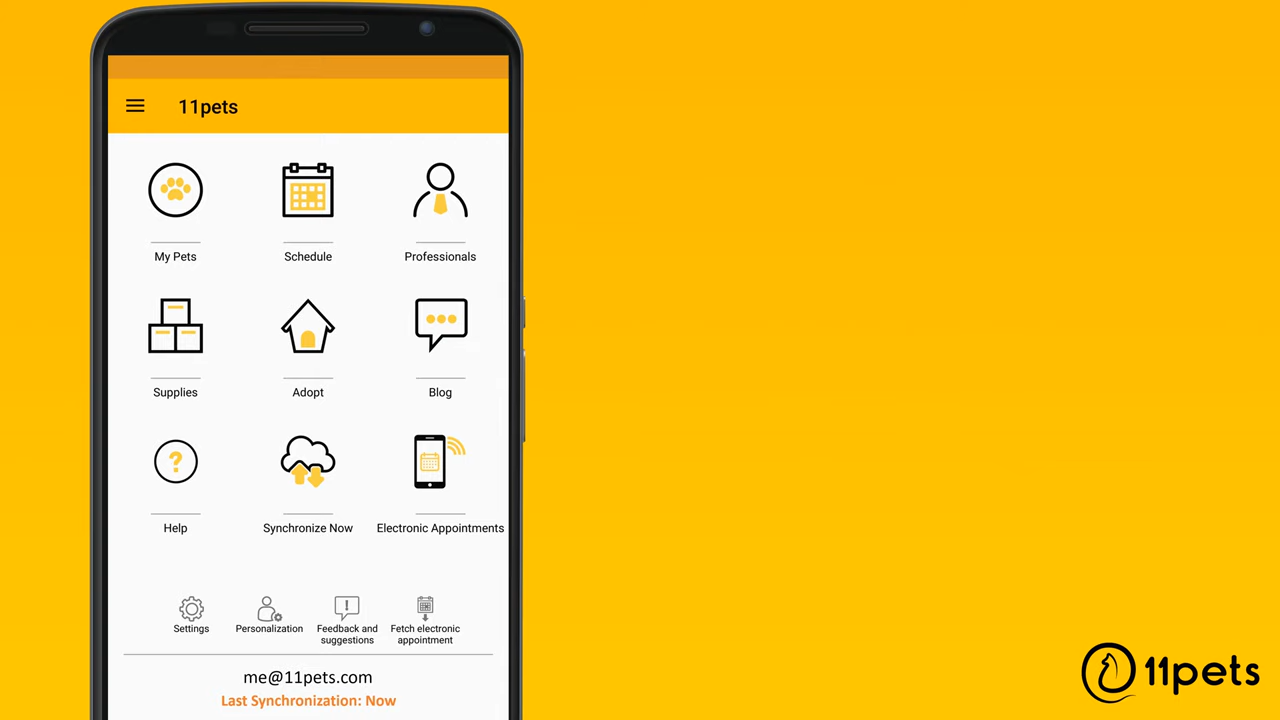 11pets
My Pets
Schedule
Professionals
Supplies
Adopt
Blog
?
Help
Synchronize Now
Electronic Appointments
!
Settings
Personalization
Feedback and
suggestions
Fetch electronic
appointment
me@11pets.com
Last Synchronization: Now
11pets